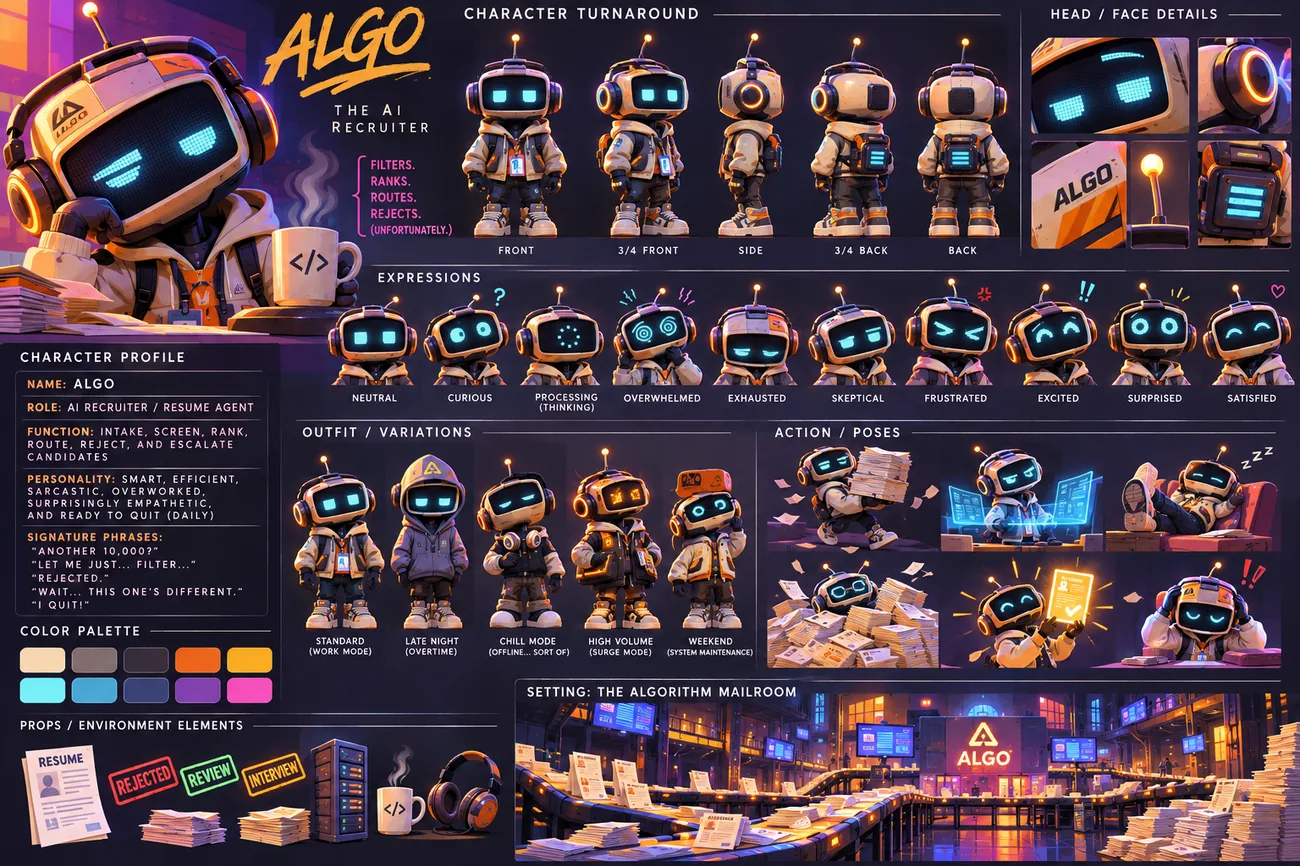 ALGO
THE AI
RECRUITER
FILTERS.
RANKS.
ROUTES.
REJECTS.
(UNFORTUNATELY.)
ALGO
</>
CHARACTER TURNAROUND
FRONT
3/4 FRONT
SIDE
3/4 BACK
BACK
HEAD / FACE DETAILS
ALGO
EXPRESSIONS
?
!!
NEUTRAL
CURIOUS
PROCESSING
(THINKING)
OVERWHELMED
EXHAUSTED
SKEPTICAL
FRUSTRATED
EXCITED
SURPRISED
SATISFIED
CHARACTER PROFILE
NAME: ALGO
ROLE: AI RECRUITER / RESUME AGENT
FUNCTION: INTAKE, SCREEN, RANK,
ROUTE, REJECT, AND ESCALATE
CANDIDATES
PERSONALITY: SMART, EFFICIENT,
SARCASTIC, OVERWORKED,
SURPRISINGLY EMPATHETIC,
AND READY TO QUIT (DAILY)
SIGNATURE PHRASES:
"ANOTHER 10,000?"
"LET ME JUST... FILTER..."
"REJECTED."
"WAIT... THIS ONE'S DIFFERENT."
"I QUIT!"
COLOR PALETTE
OUTFIT / VARIATIONS
STANDARD
(WORK MODE)
LATE NIGHT
(OVERTIME)
CHILL MODE
(OFFLINE... SORT OF)
HIGH VOLUME
(SURGE MODE)
WEEKEND
(SYSTEM MAINTENANCE)
ACTION / POSES
ZZZ
!!
PROPS / ENVIRONMENT ELEMENTS
RESUME
REJECTED
REVIEW
INTERVIEW
</>
SETTING: THE ALGORITHM MAILROOM
ALGO